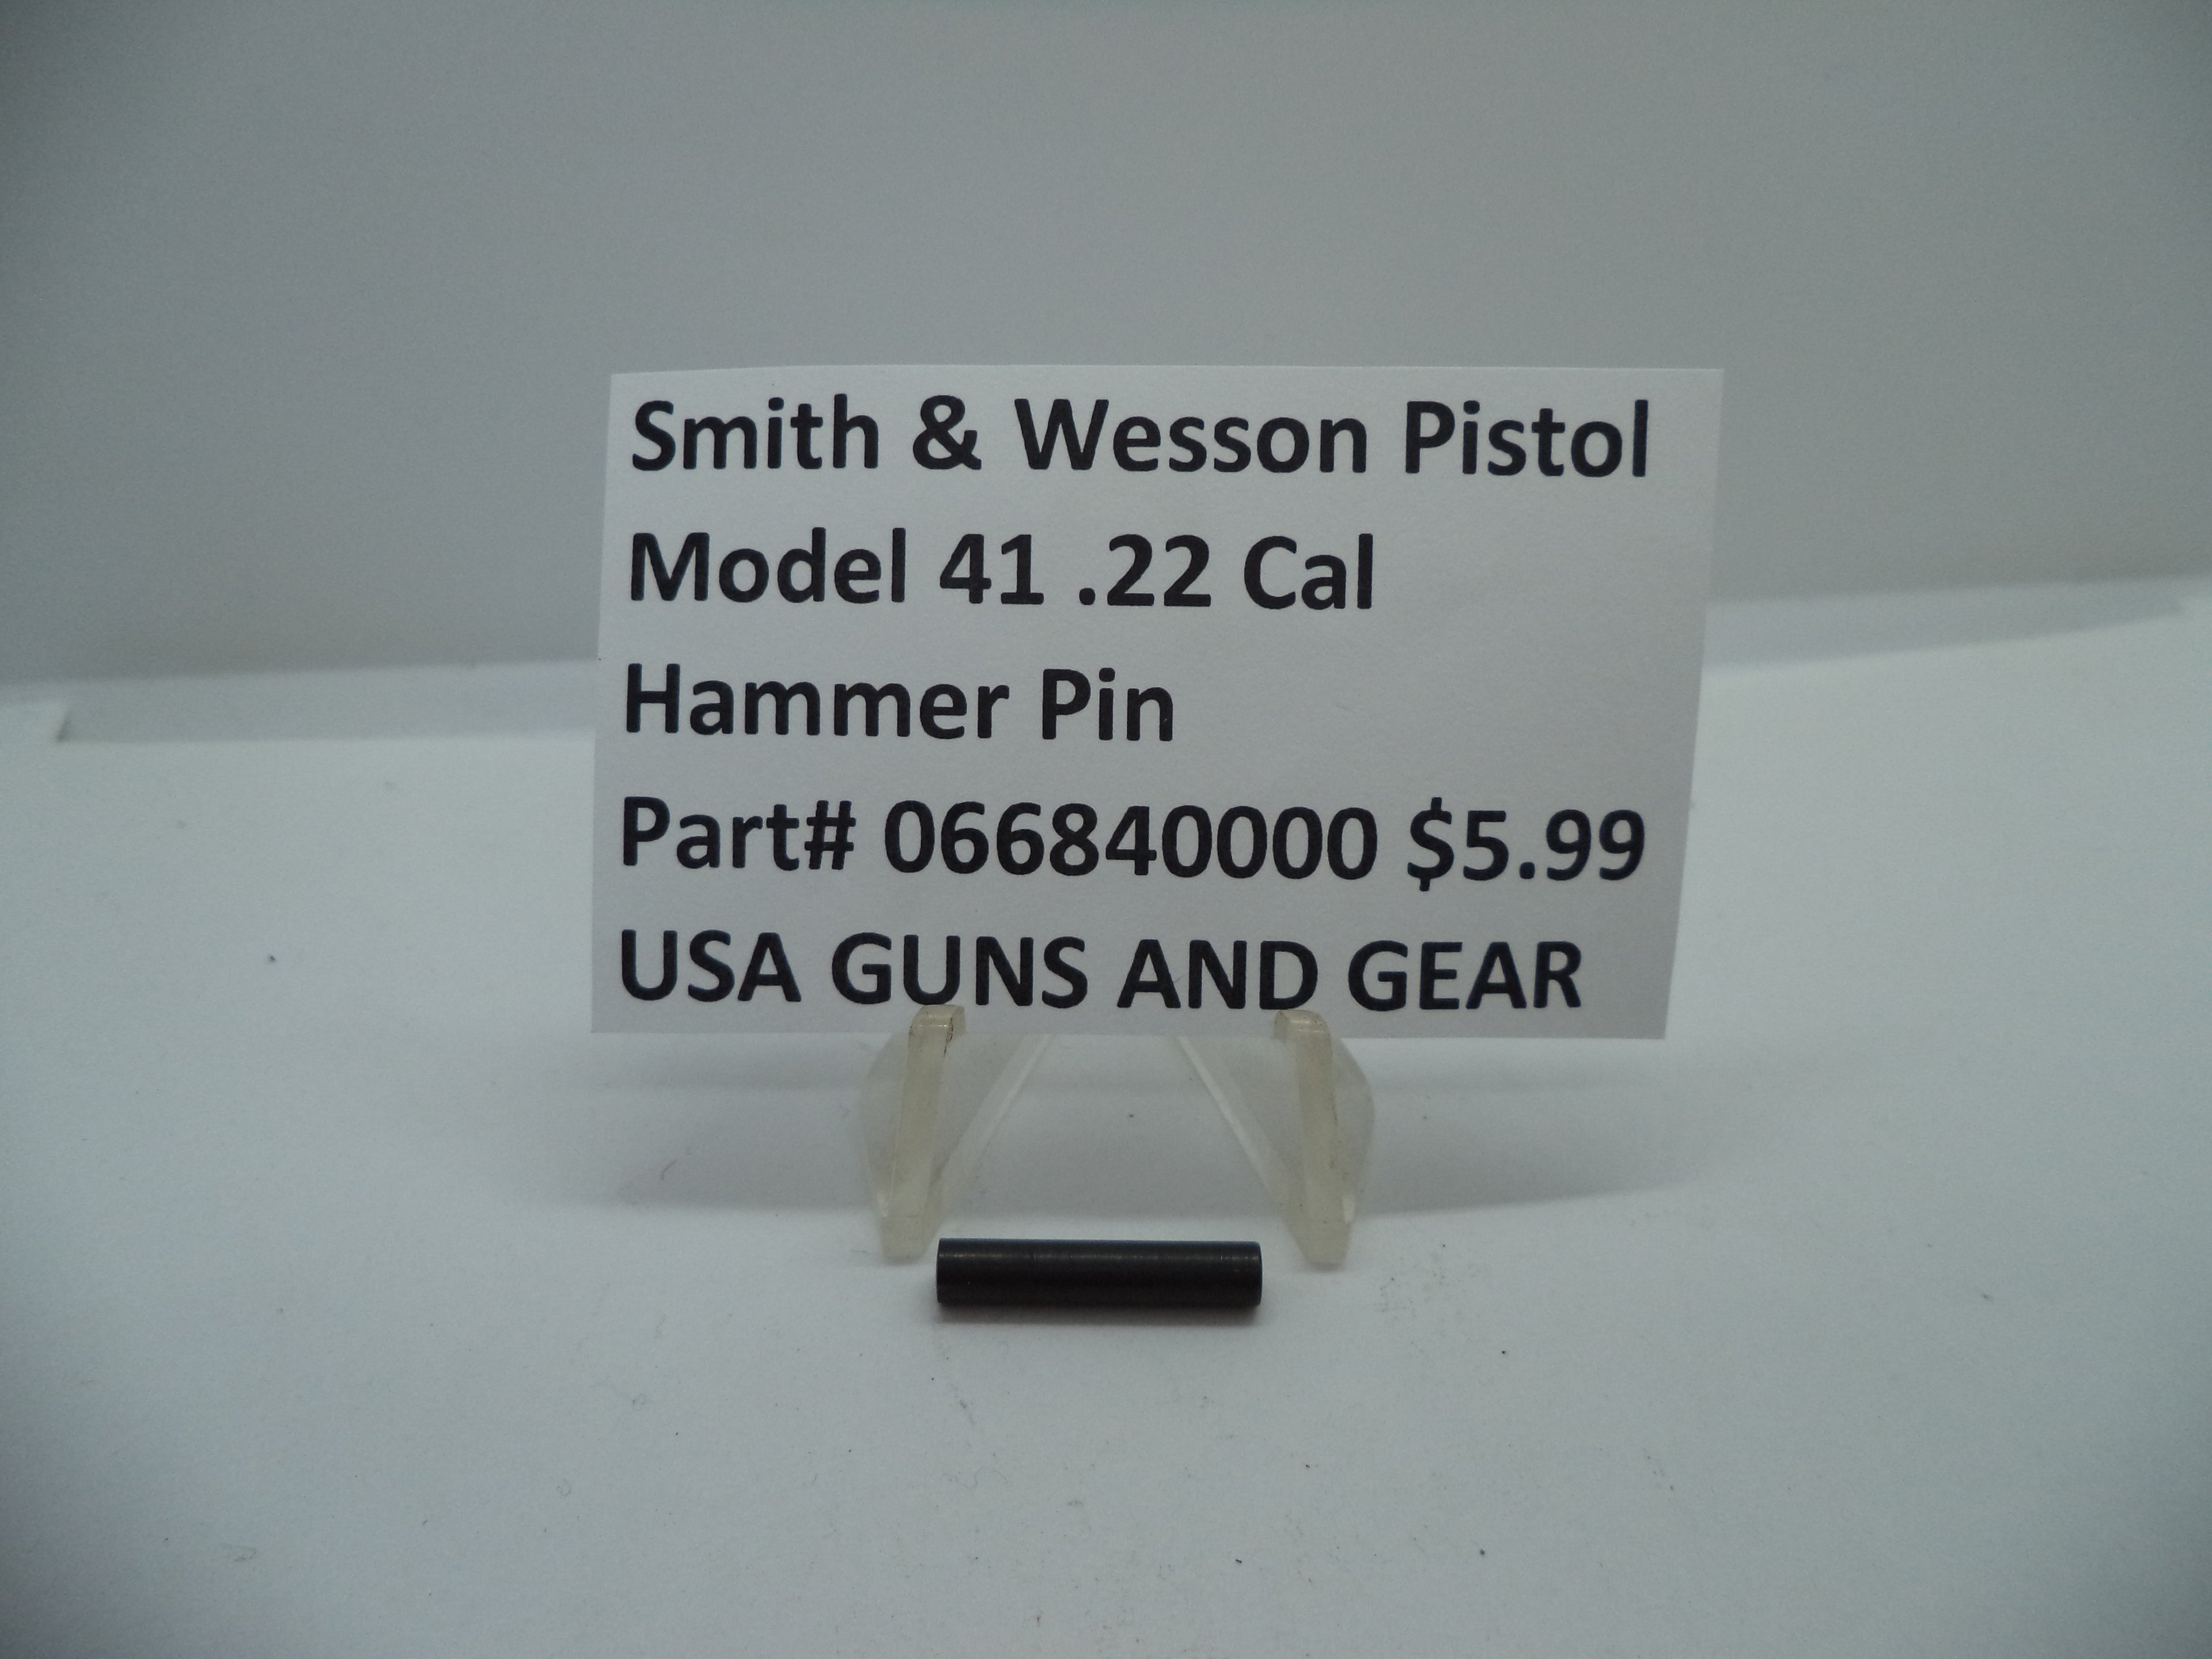 Smith & Wesson Pistol
Model 41 .22 Cal
Hammer Pin
Part# 066840000 $5.99
USA GUNS AND GEAR